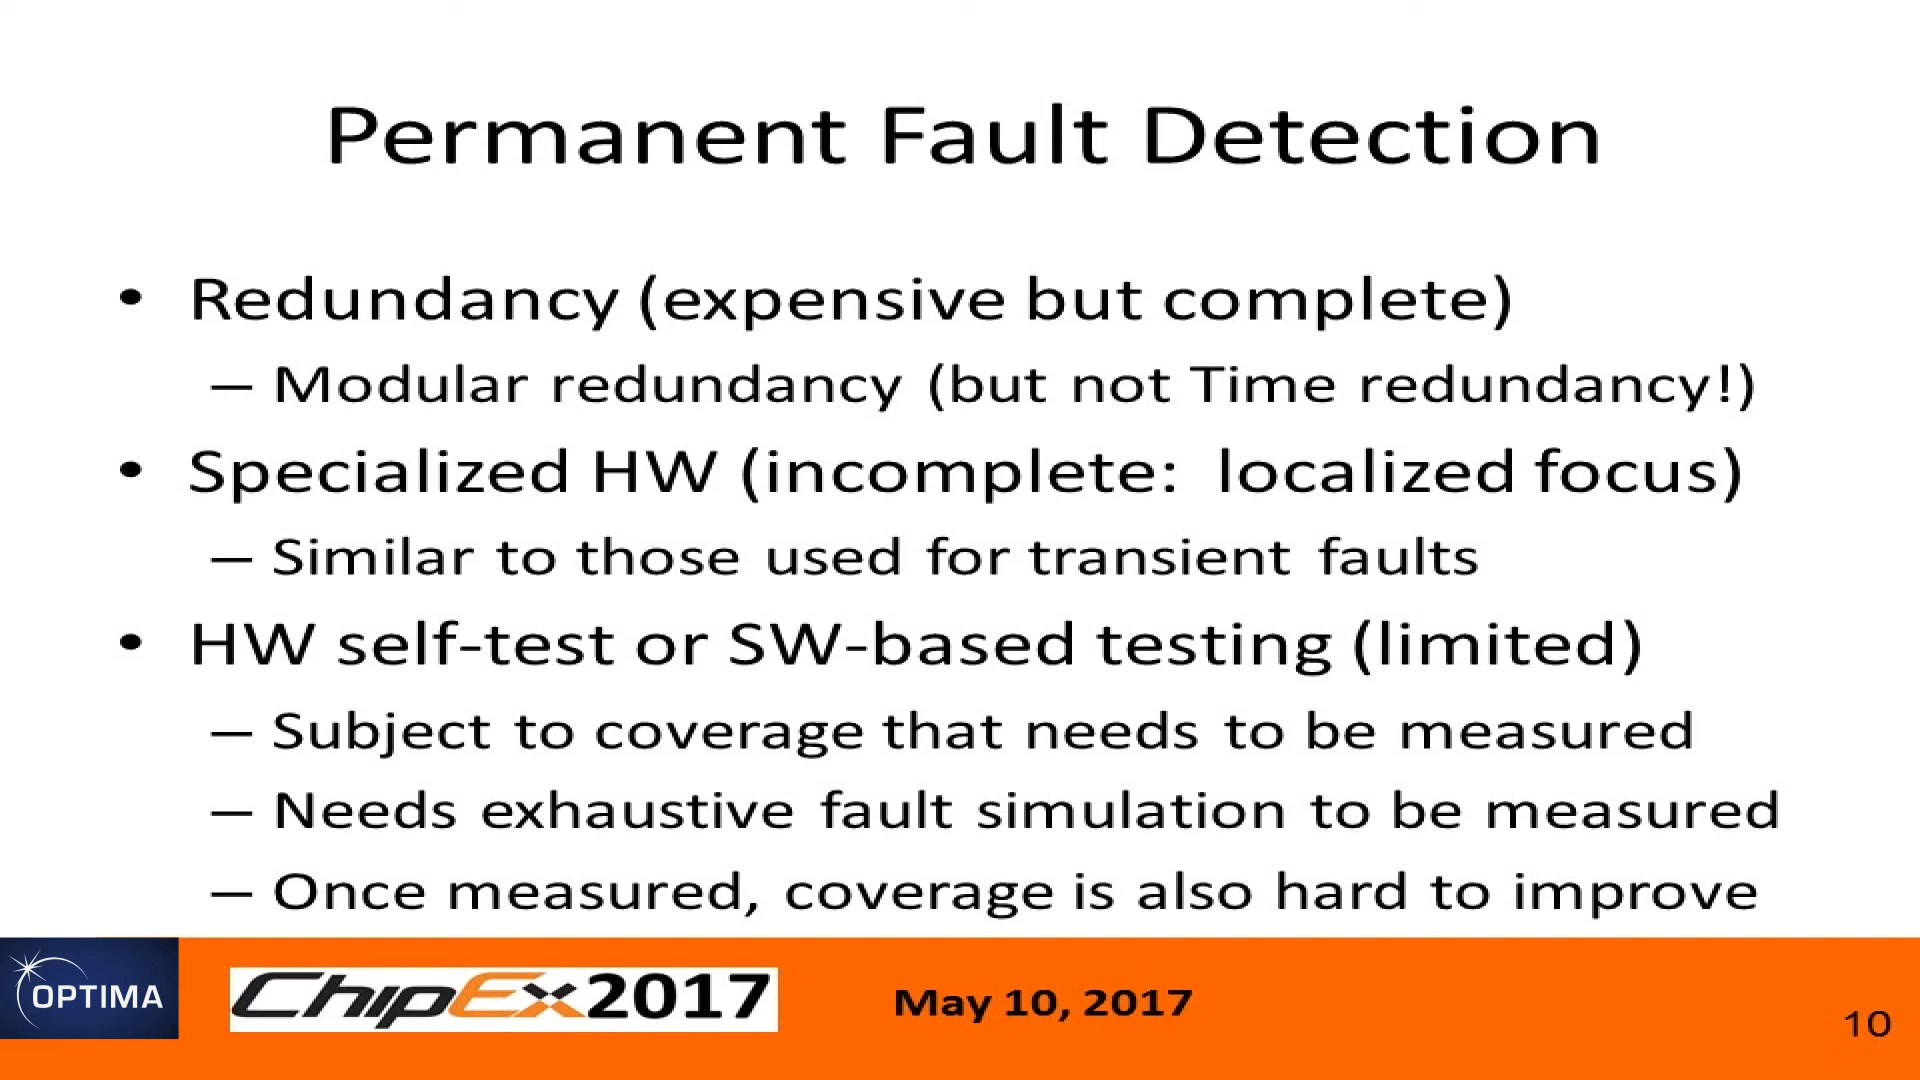 Permanent Fault Detection
• Redundancy (expensive but complete)
– Modular redundancy (but not Time redundancy!)
• Specialized HW (incomplete:  localized focus)
– Similar to those used for transient faults
• HW self-test or SW-based testing (limited)
– Subject to coverage that needs to be measured
– Needs exhaustive fault simulation to be measured
– Once measured, coverage is also hard to improve
OPTIMA
ChipEx2017
May 10, 2017
10